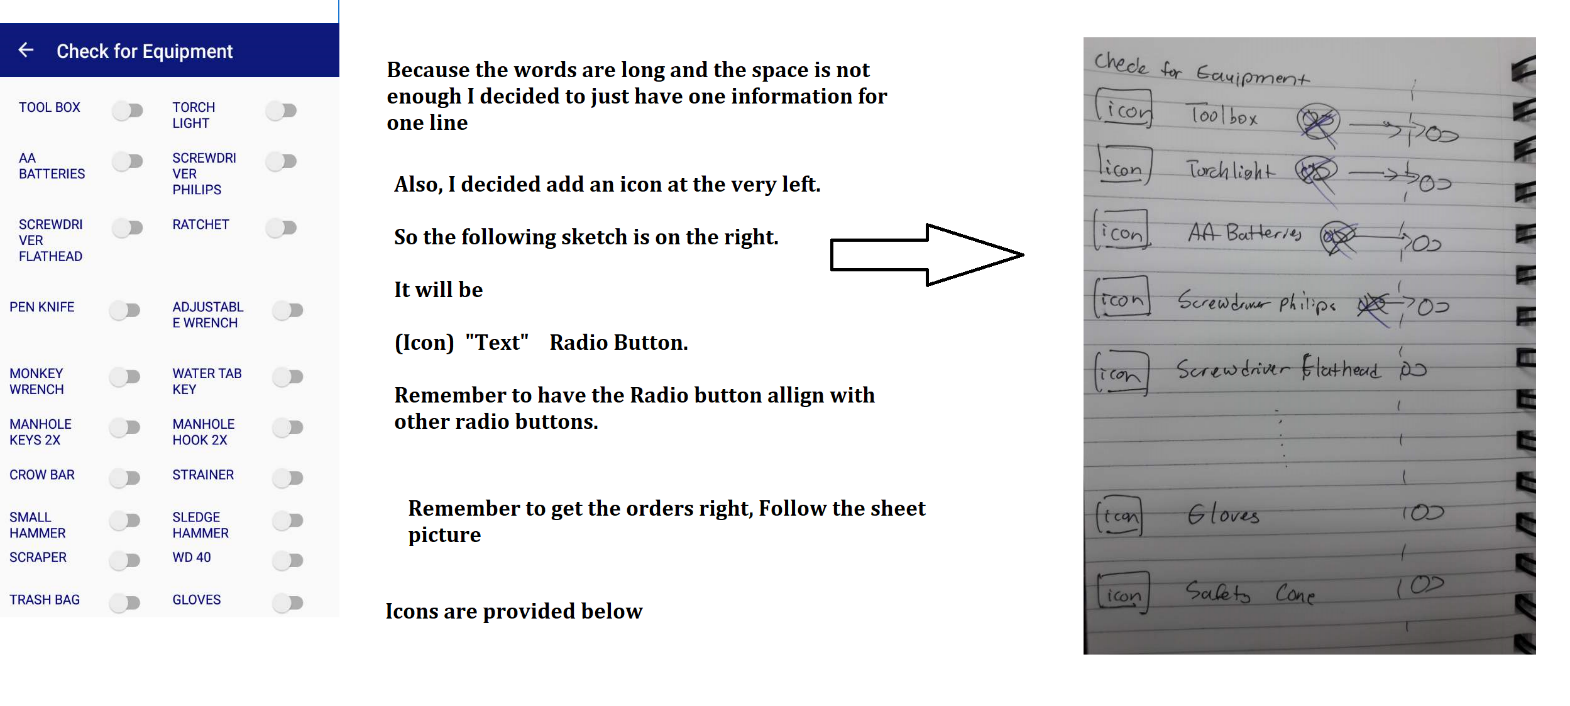 Check for Equipment
TOOL BOX
TORCH
LIGHT
AA
BATTERIES
SCREWDRI
VER
PHILIPS
SCREWDRI
VER
FLATHEAD
RATCHET
PEN KNIFE
ADJUSTABL
E WRENCH
MONKEY
WRENCH
WATER TAB
KEY
MANHOLE
KEYS 2X
MANHOLE
HOOK 2X
CROW BAR
STRAINER
SMALL
HAMMER
SLEDGE
HAMMER
SCRAPER
WD 40
TRASH BAG
GLOVES
Because the words are long and the space is not
enough I decided to just have one information for
one line
Also, I decided add an icon at the very left.
So the following sketch is on the right.
It will be
(Icon) "Text" Radio Button.
Remember to have the Radio button allign with
other radio buttons.
Remember to get the orders right, Follow the sheet
picture
Icons are provided below
Check for Equipment
icon Toolbox
icon Torchlight
icon AA Batteries
icon Screwdriver philips
icon Screwdriver flathead
icon Gloves
icon Safety Cone